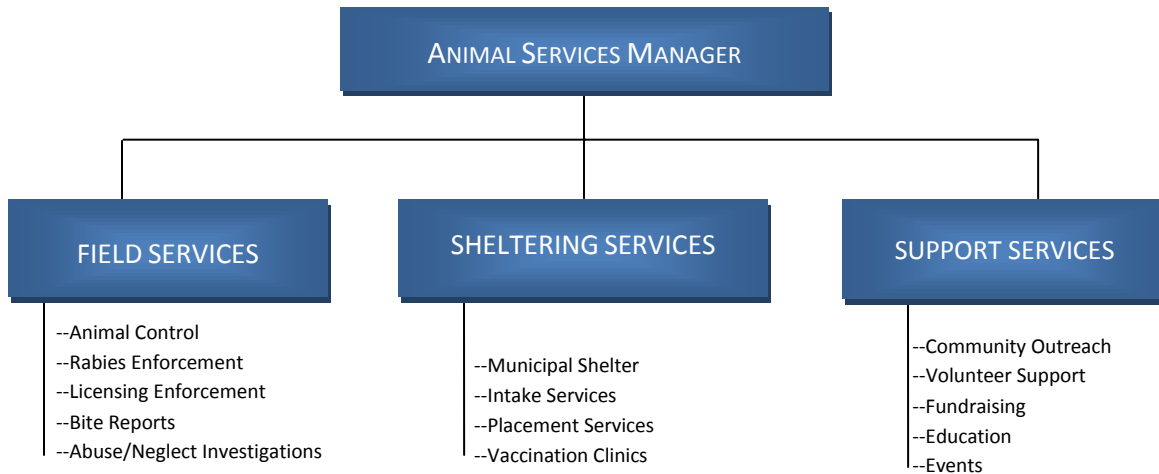 ANIMAL SERVICES MANAGER
FIELD SERVICES
--Animal Control
--Rabies Enforcement
--Licensing Enforcement
--Bite Reports
--Abuse/Neglect Investigations
SHELTERING SERVICES
--Municipal Shelter
--Intake Services
--Placement Services
--Vaccination Clinics
SUPPORT SERVICES
--Community Outreach
--Volunteer Support
--Fundraising
--Education
--Events